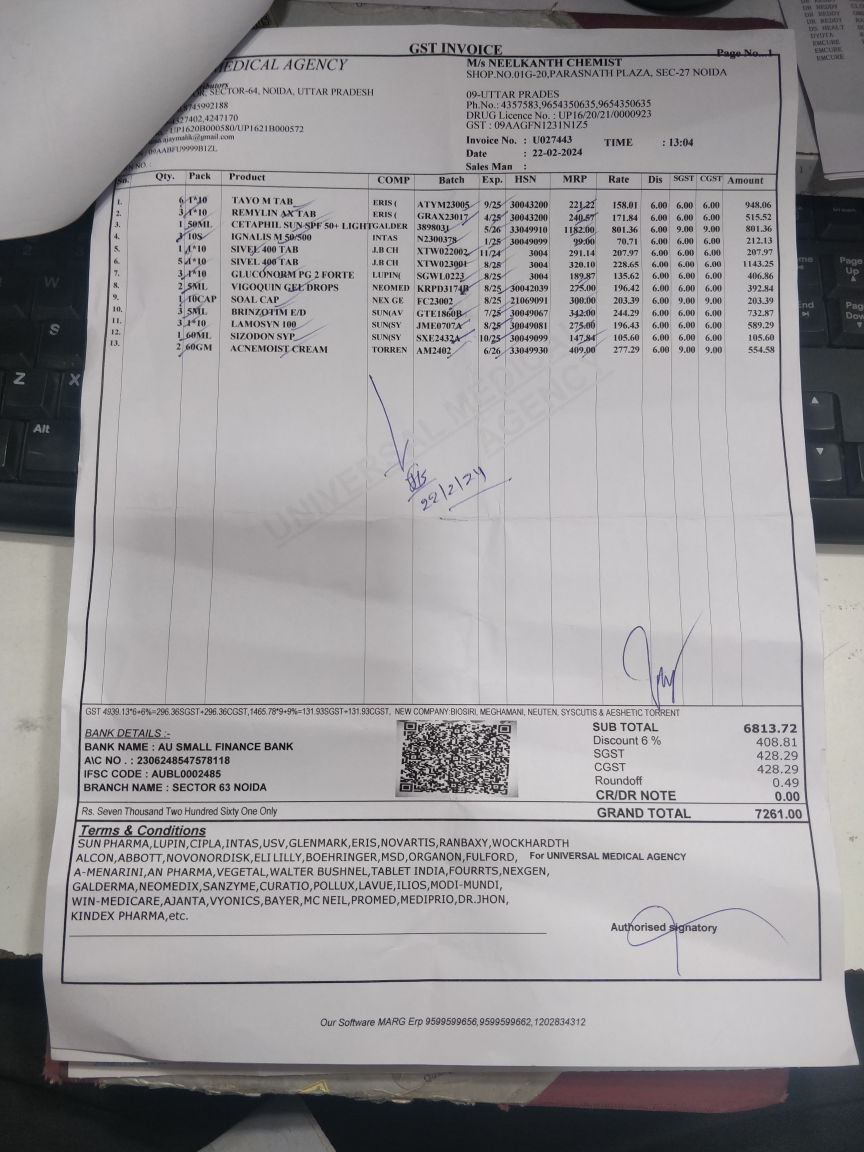 GST INVOICE
Page No..1
MEDICAL AGENCY
SECTOR-64, NOIDA, UTTAR PRADESH
8745992188
4327402,4247170
UP1620B000580/UP1621B000572
09AABFU9999B1ZL
M/s NEELKANTH CHEMIST
SHOP.NO.01G-20,PARASNATH PLAZA, SEC-27 NOIDA
09-UTTAR PRADES
Ph.No.: 4357583,9654350635,9654350635
DRUG Licence No. : UP16/20/21/0000923
GST : 09AAGFN1231N1Z5
Invoice No. : U027443 TIME : 13:04
Date : 22-02-2024
Sales Man :
Qty. Pack Product COMP Batch Exp. HSN MRP Rate Dis SGST CGST Amount
1. 6 1*10 TAYO M TAB ERIS ( ATYM23005 9/25 30043200 221.22 158.01 6.00 6.00 6.00 948.06
2. 3 1*10 REMYLIN AX TAB ERIS ( GRAX23017 4/25 30043200 240.57 171.84 6.00 6.00 6.00 515.52
3. 1 50ML CETAPHIL SUN SPF 50+ LIGHT GALDER 3898031 5/26 33049910 1182.00 801.36 6.00 9.00 9.00 801.36
4. 3 10S IGNALIS M 50/500 INTAS N2300378 1/25 30049099 99.00 70.71 6.00 6.00 6.00 212.13
5. 1 1*10 SIVEL 400 TAB J.B CH XTW022002 11/24 3004 291.14 207.97 6.00 6.00 6.00 207.97
6. 5 1*10 SIVEL 400 TAB J.B CH XTW023001 8/25 3004 320.10 228.65 6.00 6.00 6.00 1143.25
7. 3 1*10 GLUCONORM PG 2 FORTE LUPIN( SGWL0223 8/25 3004 189.87 135.62 6.00 6.00 6.00 406.86
8. 2 5ML VIGOQUIN GEL DROPS NEOMED KRPD3174B 8/25 30042039 275.00 196.42 6.00 6.00 6.00 392.84
9. 1 10CAP SOAL CAP NEX GE FC23002 8/25 21069091 300.00 203.39 6.00 9.00 9.00 203.39
10. 3 5ML BRINZOTIM E/D SUN(AV GTE1860B 7/25 30049067 342.00 244.29 6.00 6.00 6.00 732.87
11. 3 1*10 LAMOSYN 100 SUN(SY JME0707A 8/25 30049081 275.00 196.43 6.00 6.00 6.00 589.29
12. 1 60ML SIZODON SYP SUN(SY SXE2432A 10/25 30049099 147.84 105.60 6.00 6.00 6.00 105.60
13. 2 60GM ACNEMOIST CREAM TORREN AM2402 6/26 33049930 409.00 277.29 6.00 9.00 9.00 554.58
UNIVERSAL MEDICAL AGENCY
22/2/24
GST 4939.13*6+6%=296.36SGST+296.36CGST,1465.78*9+9%=131.93SGST+131.93CGST, NEW COMPANY:BIOSIRI, MEGHAMANI, NEUTEN, SYSCUTIS & AESHETIC TORRENT
BANK DETAILS :-
BANK NAME : AU SMALL FINANCE BANK
A\C NO . : 2306248547578118
IFSC CODE : AUBL0002485
BRANCH NAME : SECTOR 63 NOIDA
SUB TOTAL 6813.72
Discount 6 % 408.81
SGST 428.29
CGST 428.29
Roundoff 0.49
CR/DR NOTE 0.00
Rs. Seven Thousand Two Hundred Sixty One Only
GRAND TOTAL 7261.00
Terms & Conditions
SUN PHARMA,LUPIN,CIPLA,INTAS,USV,GLENMARK,ERIS,NOVARTIS,RANBAXY,WOCKHARDTH
ALCON,ABBOTT,NOVONORDISK,ELI LILLY,BOEHRINGER,MSD,ORGANON,FULFORD, For UNIVERSAL MEDICAL AGENCY
A-MENARINI,AN PHARMA,VEGETAL,WALTER BUSHNEL,TABLET INDIA,FOURRTS,NEXGEN,
GALDERMA,NEOMEDIX,SANZYME,CURATIO,POLLUX,LAVUE,ILIOS,MODI-MUNDI,
WIN-MEDICARE,AJANTA,VYONICS,BAYER,MC NEIL,PROMED,MEDIPRIO,DR.JHON,
KINDEX PHARMA,etc.
Authorised signatory
Our Software MARG Erp 9599599656,9599599662,1202834312
S
Z
X
Alt
Page Up
Page Down